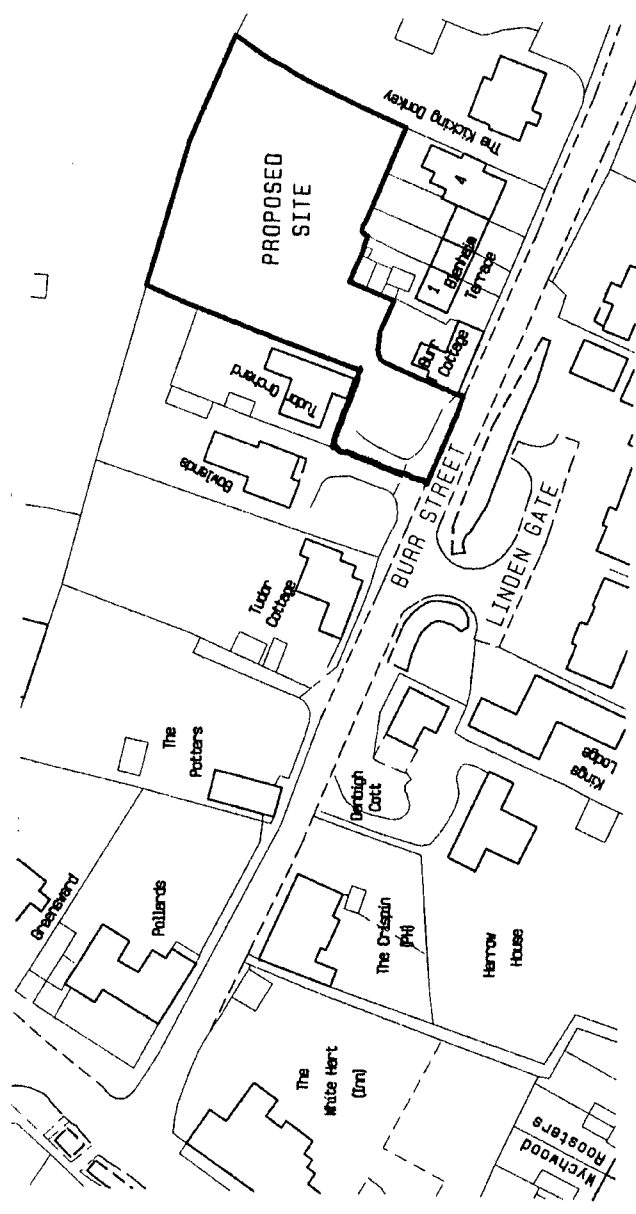 PROPOSED
SITE
The Kicking Donkey
4
1
Blenheim
Terrace
Burr
Cottage
Tudor Orchard
Bowlands
BURR STREET
LINDEN GATE
Tudor
Cottage
The
Potters
Denbigh
Cott
Kings
Lodge
Greensward
Pollards
The Crispin
(PH)
Harrow
House
The
White Hart
(Inn)
Wychwood
Roosters